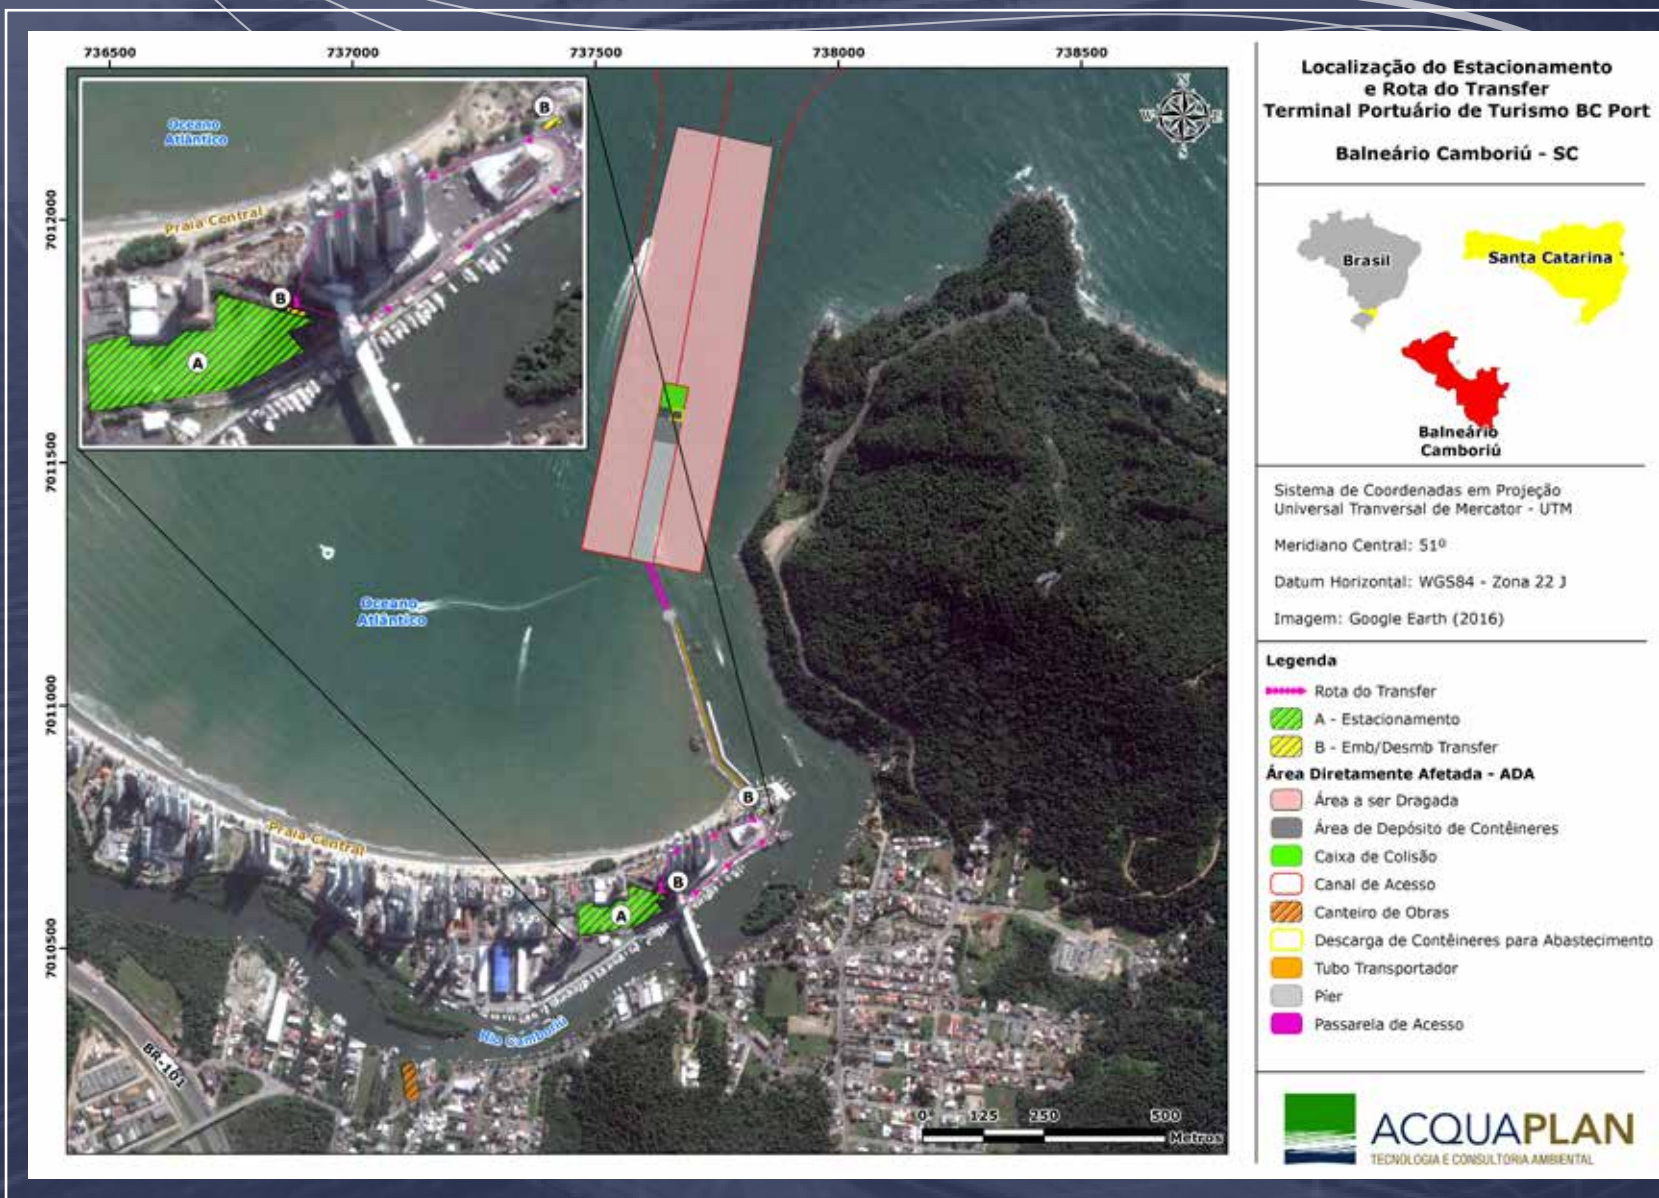 736500
737000
737500
738000
738500
7012000
7011500
7011000
7010500
Oceano
Atlântico
Praia Central
B
B
A
N
W
E
S
Oceano
Atlântico
Praia Central
B
B
A
Rio Camboriú
BR-101
0 125 250 500
Metros
Localização do Estacionamento
e Rota do Transfer
Terminal Portuário de Turismo BC Port
Balneário Camboriú - SC
Brasil
Santa Catarina
Balneário
Camboriú
Sistema de Coordenadas em Projeção
Universal Tranversal de Mercator - UTM
Meridiano Central: 51º
Datum Horizontal: WGS84 - Zona 22 J
Imagem: Google Earth (2016)
Legenda
Rota do Transfer
A - Estacionamento
B - Emb/Desmb Transfer
Área Diretamente Afetada - ADA
Área a ser Dragada
Área de Depósito de Contêineres
Caixa de Colisão
Canal de Acesso
Canteiro de Obras
Descarga de Contêineres para Abastecimento
Tubo Transportador
Píer
Passarela de Acesso
ACQUAPLAN
TECNOLOGIA E CONSULTORIA AMBIENTAL